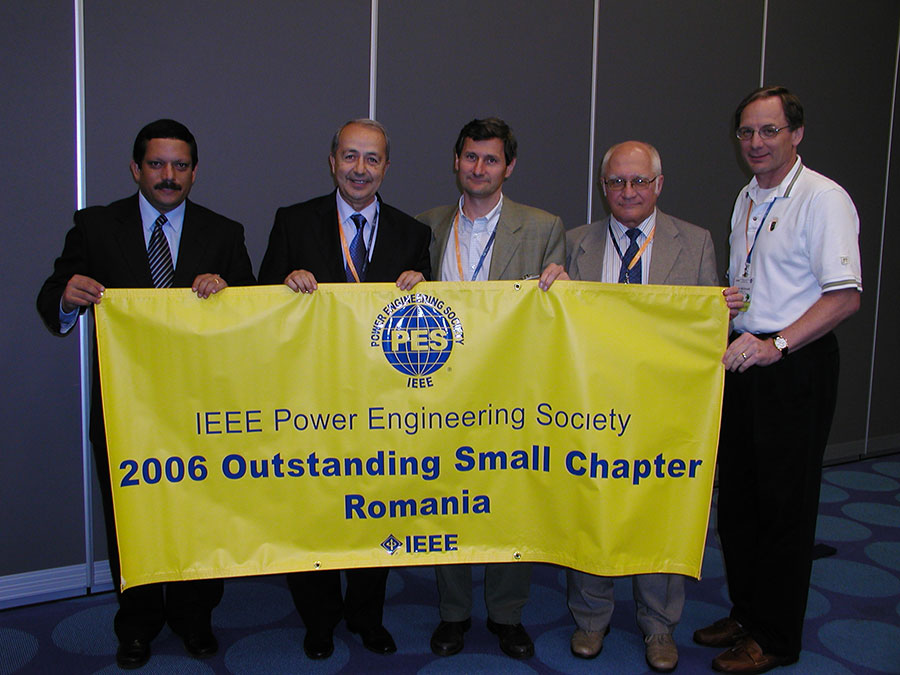 POWER ENGINEERING SOCIETY
PES
IEEE
IEEE Power Engineering Society
2006 Outstanding Small Chapter
Romania
IEEE